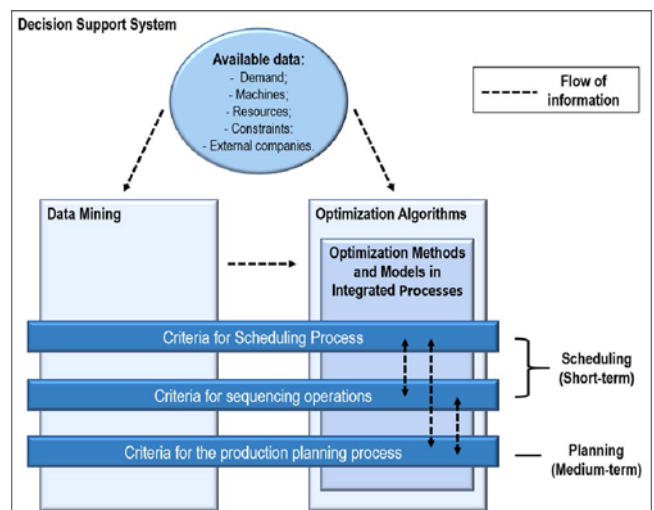 Decision Support System
Available data:
- Demand;
- Machines;
- Resources;
- Constraints;
- External companies.
Flow of
information
Data Mining
Optimization Algorithms
Optimization Methods
and Models in
Integrated Processes
Criteria for Scheduling Process
Criteria for sequencing operations
Criteria for the production planning process
Scheduling
(Short-term)
Planning
(Medium-term)